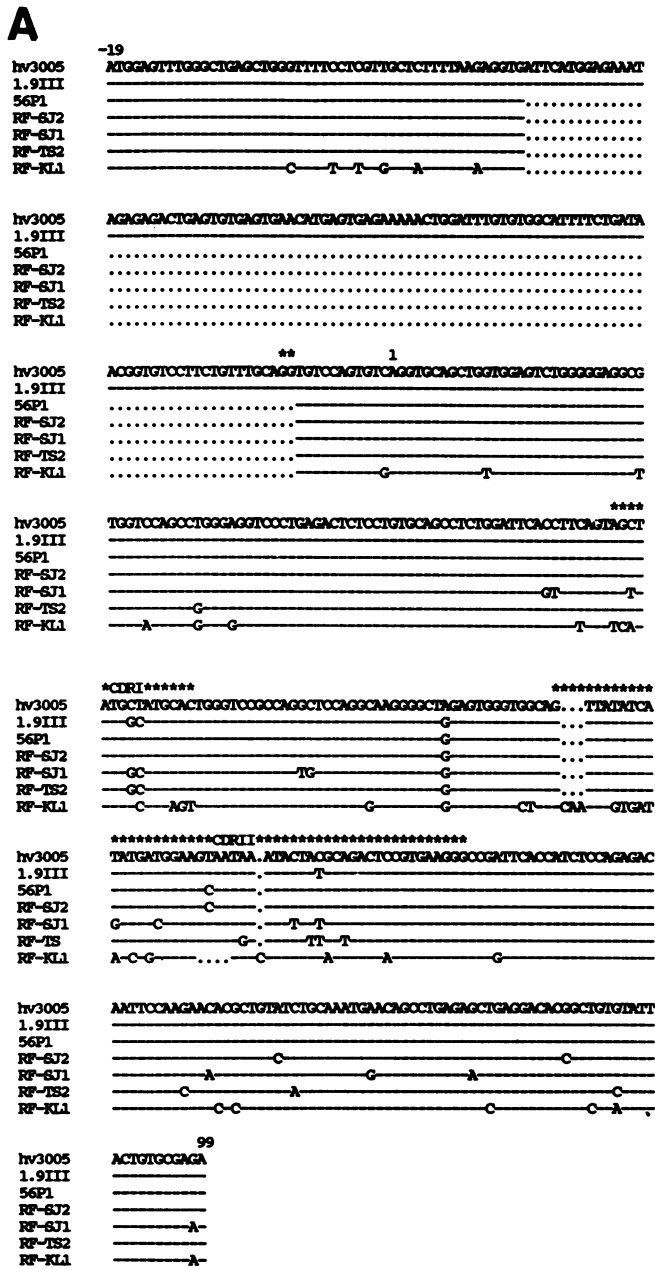 A
-19
hv3005 ATGGAGTTTGGGCTGAGCTGGGTTTTCCTCGTTGCTCTTTTAAGAGGTGATTCATGGAGAAAT
1.9III ---------------------------------------------------------------
56P1 -------------------------------------------------..............
RF-SJ2 -------------------------------------------------..............
RF-SJ1 -------------------------------------------------..............
RF-TS2 -------------------------------------------------..............
RF-KL1 ---------------------C----T--T--G---A------A-----..............
hv3005 AGAGAGACTGAGTGTGAGTGAACATGAGTGAGAAAAACTGGATTTGTGTGGCATTTTCTGATA
1.9III ---------------------------------------------------------------
56P1 ...............................................................
RF-SJ2 ...............................................................
RF-SJ1 ...............................................................
RF-TS2 ...............................................................
RF-KL1 ...............................................................
** 1
hv3005 ACGGTGTCCTTCTGTTTGCAGGTGTCCAGTGTCAGGTGCAGCTGGTGGAGTCTGGGGGAGGCG
1.9III ---------------------------------------------------------------
56P1 ......................-----------------------------------------
RF-SJ2 ......................-----------------------------------------
RF-SJ1 ......................-----------------------------------------
RF-TS2 ......................-----------------------------------------
RF-KL1 ......................----------G-----------T-----------------T
****
hv3005 TGGTCCAGCCTGGGAGGTCCCTGAGACTCTCCTGTGCAGCCTCTGGATTCACCTTCAGTAGCT
1.9III ---------------------------------------------------------------
56P1 ---------------------------------------------------------------
RF-SJ2 ---------------------------------------------------------------
RF-SJ1 ---------------------------------------------------GT--------T-
RF-TS2 ----------G----------------------------------------------------
RF-KL1 ----A-----G---G----------------------------------------T---TCA-
*CDRI****** ************
hv3005 ATGCTATGCACTGGGTCCGCCAGGCTCCAGGCAAGGGGCTAGAGTGGGTGGCAG...TTATATCA
1.9III ---GC-----------------------------------G-------------...--------
56P1 ----------------------------------------G-------------...--------
RF-SJ2 ----------------------------------------G-------------...--------
RF-SJ1 ---GC------------------TG---------------G-------------...--------
RF-TS2 ---GC-----------------------------------G-------------...--------
RF-KL1 ----C---AGT--------------------G--------G--------CT---CAA---GTGAT
************CDRII*************************
hv3005 TATGATGGAAGTAATAA.ATACTACGCAGACTCCGTGAAGGGCCGATTCACCATCTCCAGAGAC
1.9III -----------------.------T---------------------------------------
56P1 -----------C-----.----------------------------------------------
RF-SJ2 -----------C-----.----------------------------------------------
RF-SJ1 G----C-----------.---T--T---------------------------------------
RF-TS ---------------G-.-----TT--T------------------------------------
RF-KL1 A-C-G-----....---C-------A------A------------G------------------
hv3005 AATTCCAAGAACACGCTGTATCTGCAAATGAACAGCCTGAGAGCTGAGGACACGGCTGTGTATT
1.9III ----------------------------------------------------------------
56P1 ----------------------------------------------------------------
RF-SJ2 -------------------C---------------------------------C----------
RF-SJ1 -----------A------------------G-----------A---------------------
RF-TS2 --------C------------A-------------------------------------C----
RF-KL1 ------------C-C-----------------------------C-----------C--A----
99
hv3005 ACTGTGCGAGA
1.9III -----------
56P1 -----------
RF-SJ2 -----------
RF-SJ1 ---------A-
RF-TS2 -----------
RF-KL1 ---------A-